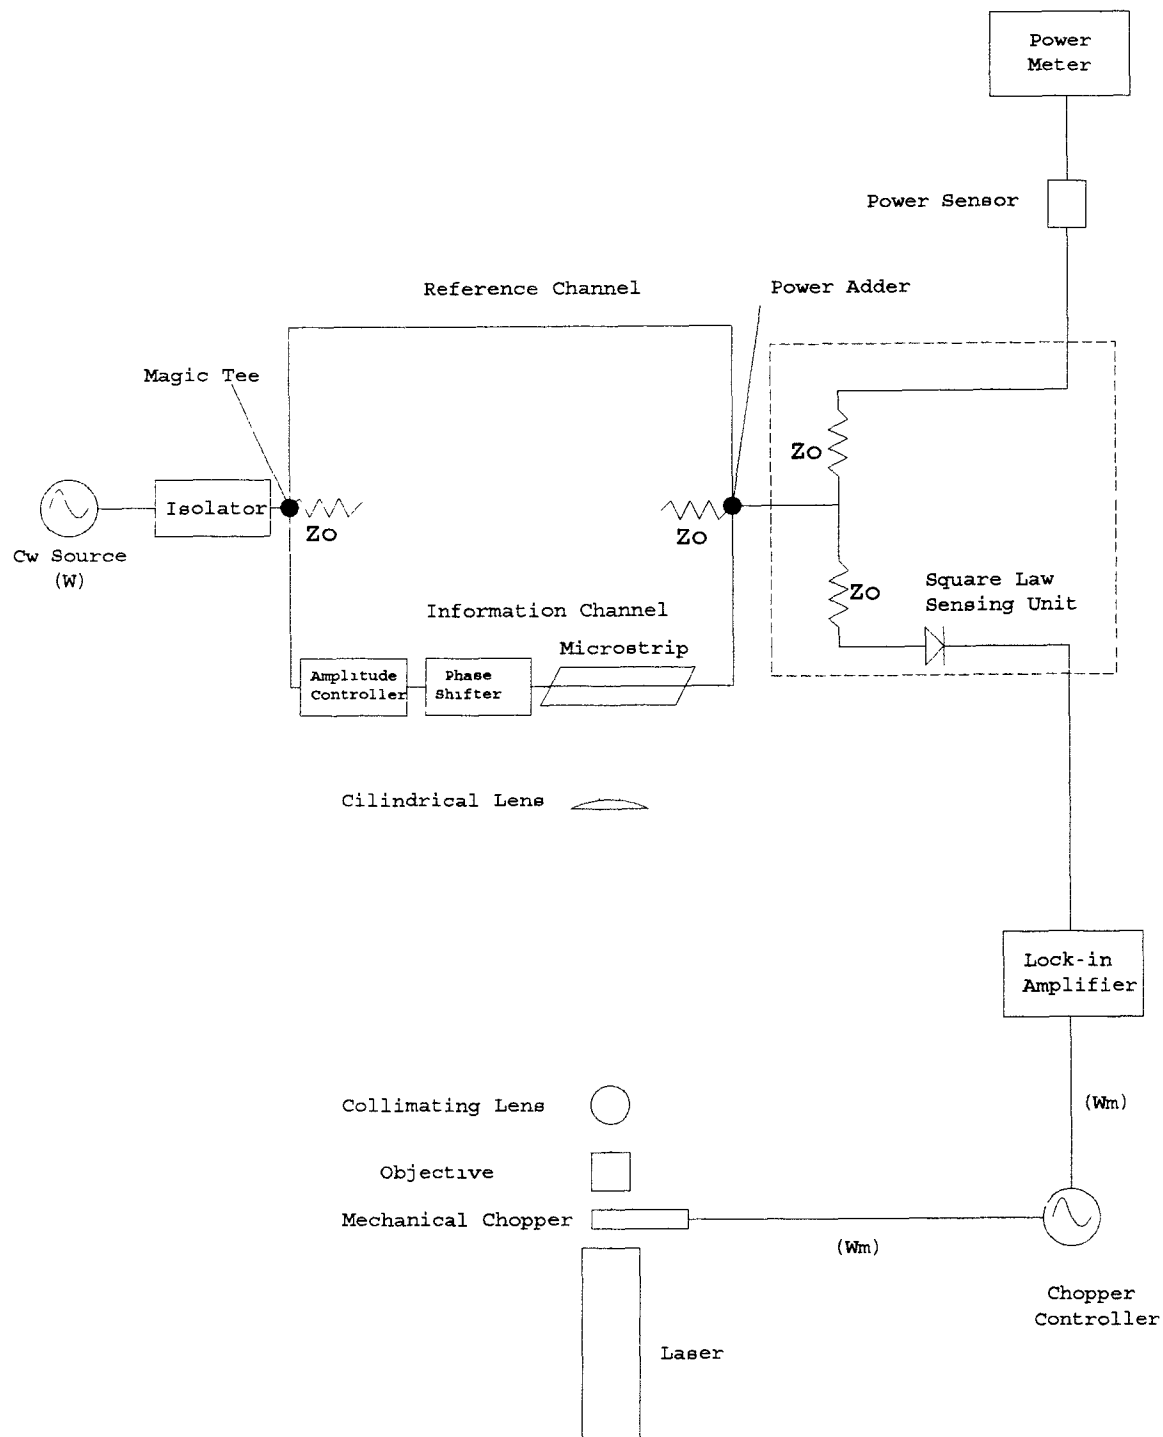 Power
Meter
Power Sensor
Reference Channel
Power Adder
Magic Tee
Zo
Isolator
Zo
Zo
Cw Source
(W)
Zo
Square Law
Sensing Unit
Information Channel
Microstrip
Amplitude
Controller
Phase
Shifter
Cilindrical Lens
Lock-in
Amplifier
Collimating Lens
(Wm)
Objective
Mechanical Chopper
(Wm)
Chopper
Controller
Laser